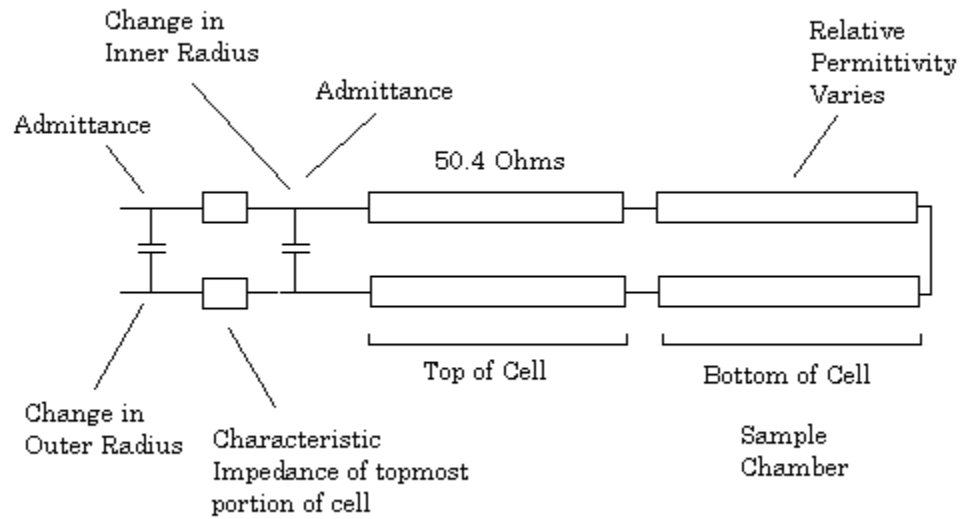 Change in
Inner Radius
Relative
Permittivity
Varies
Admittance
Admittance
50.4 Ohms
Top of Cell
Bottom of Cell
Change in
Outer Radius
Characteristic
Impedance of topmost
portion of cell
Sample
Chamber